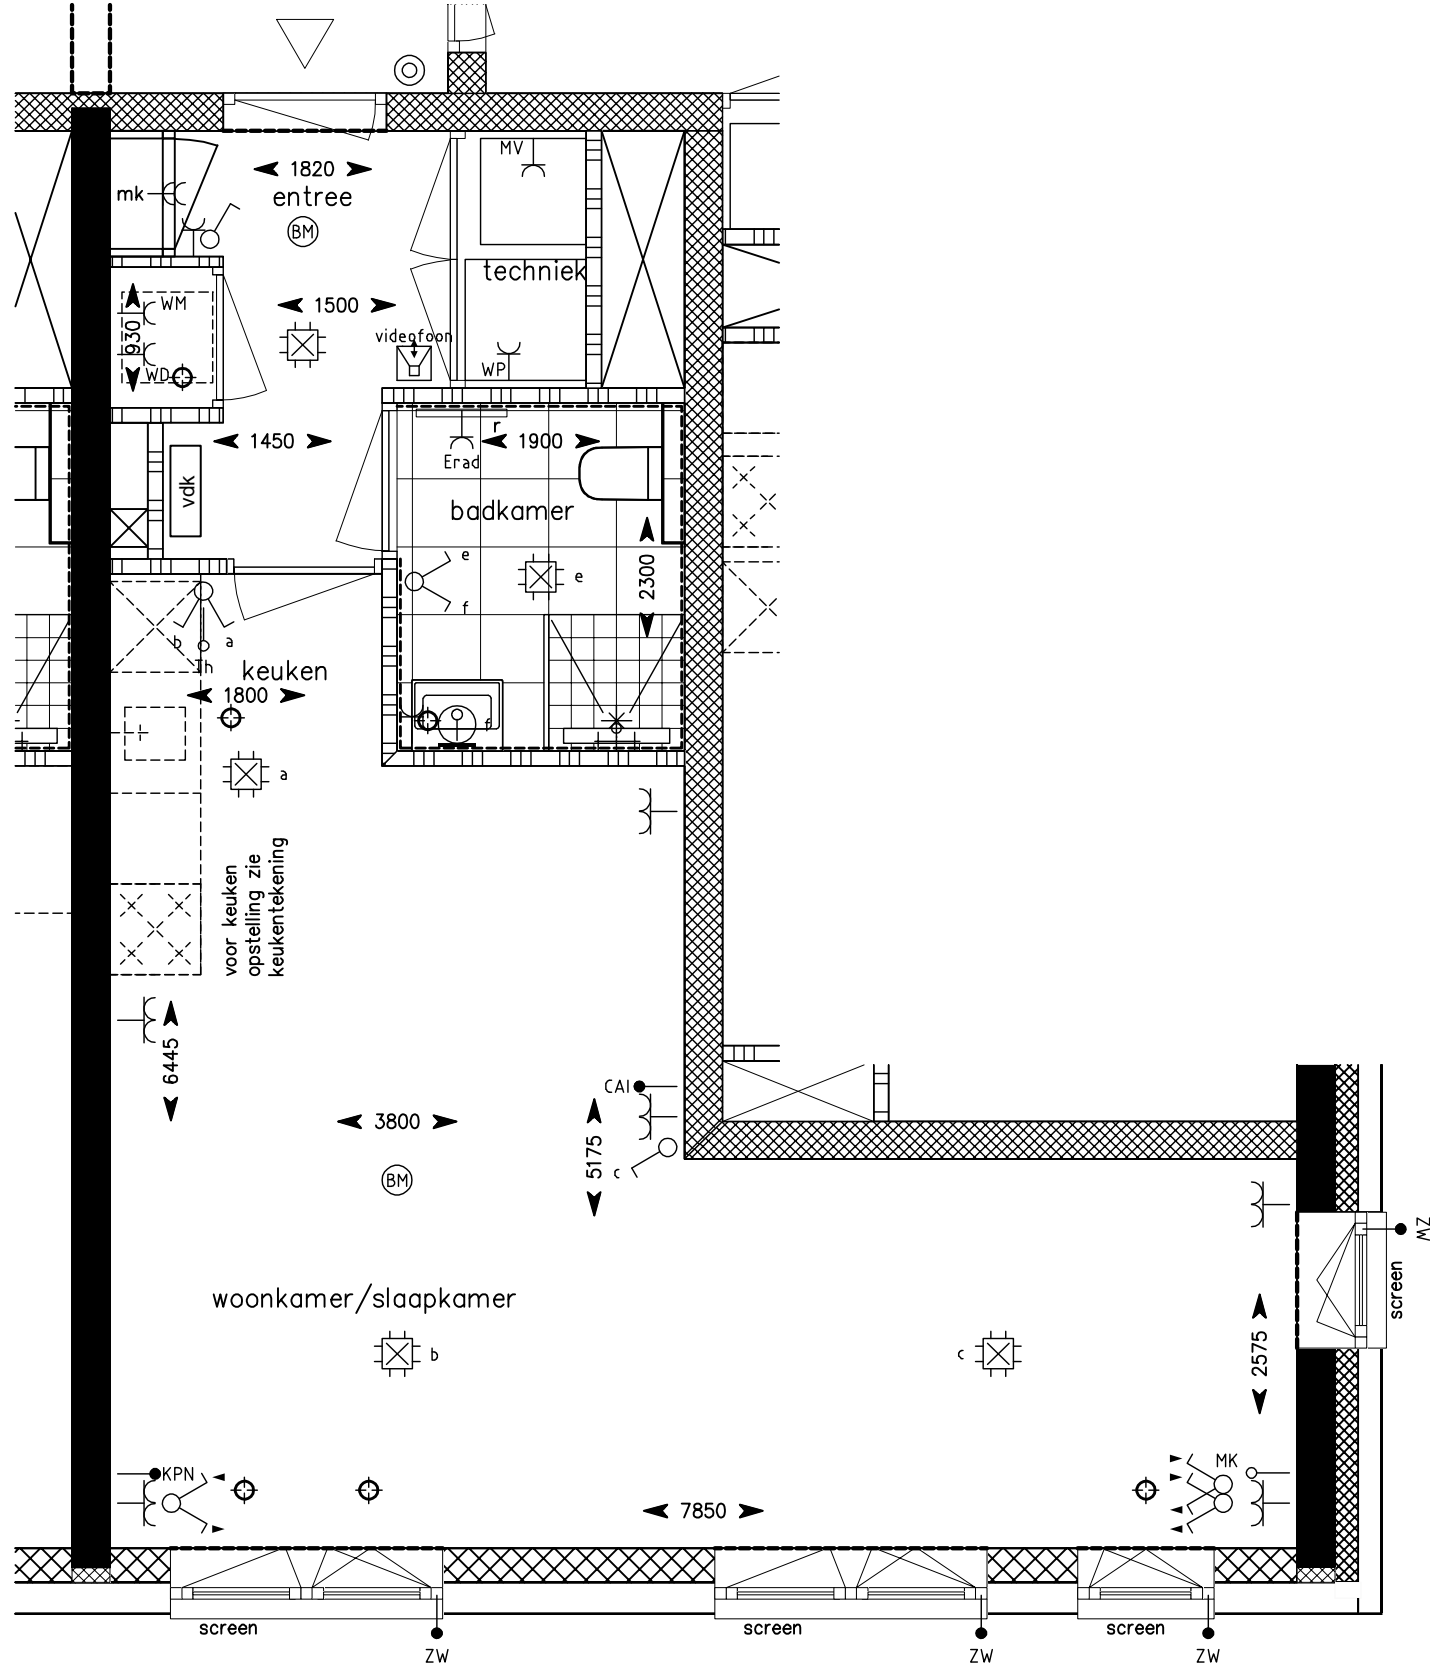 MV
1820
mk
entree
BM
techniek
WM
1500
930
videofoon
WP
WD
r
1450
1900
Erad
vdk
badkamer
e
e
2300
f
b
a
Th
keuken
1800
f
a
voor keuken
opstelling zie
keukentekening
6445
CAI
3800
5175
c
BM
ZW
screen
woonkamer/slaapkamer
b
c
2575
KPN
MK
7850
screen
screen
screen
ZW
ZW
ZW